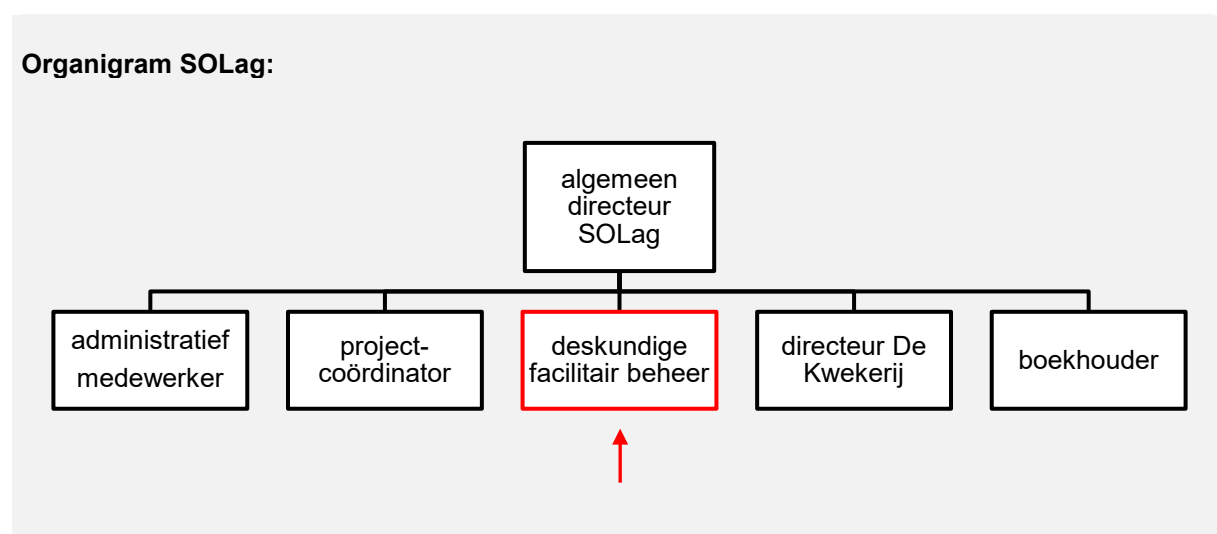 Organigram SOLag:
algemeen
directeur
SOLag
administratief
medewerker
project-
coördinator
deskundige
facilitair beheer
directeur De
Kwekerij
boekhouder